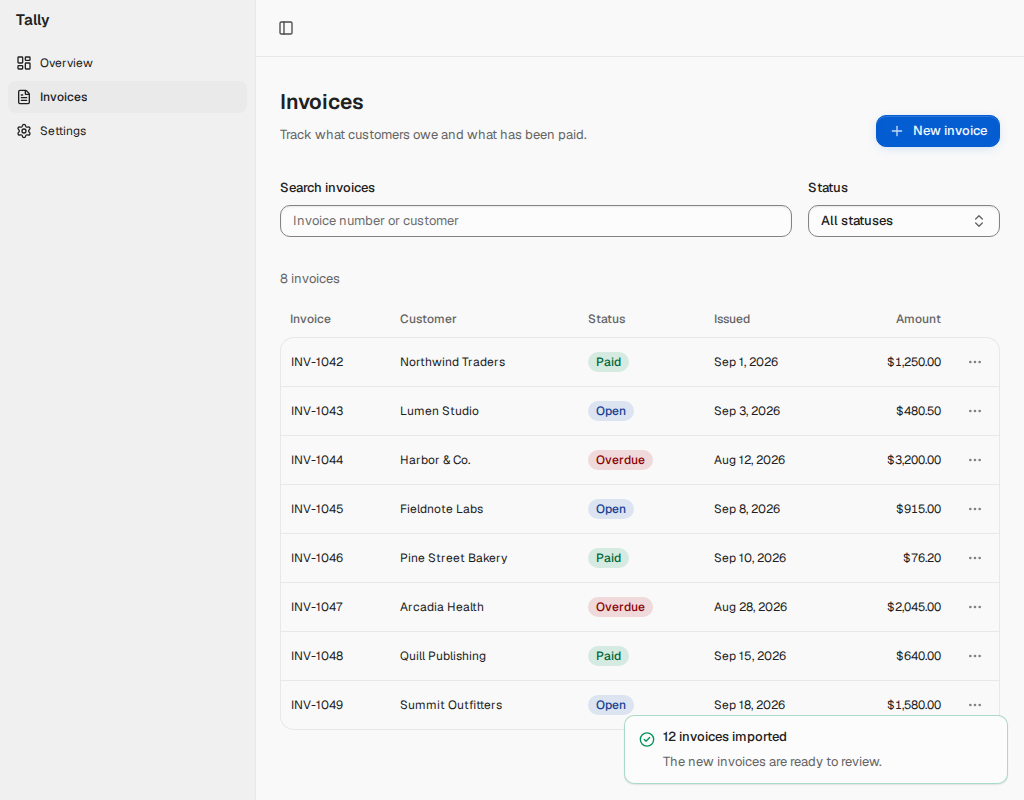 Tally
Overview
Invoices
Settings
Invoices
Track what customers owe and what has been paid.
New invoice
Search invoices
Status
Invoice number or customer
All statuses
8 invoices
Invoice Customer Status Issued Amount
INV-1042 Northwind Traders Paid Sep 1, 2026 $1,250.00
INV-1043 Lumen Studio Open Sep 3, 2026 $480.50
INV-1044 Harbor & Co. Overdue Aug 12, 2026 $3,200.00
INV-1045 Fieldnote Labs Open Sep 8, 2026 $915.00
INV-1046 Pine Street Bakery Paid Sep 10, 2026 $76.20
INV-1047 Arcadia Health Overdue Aug 28, 2026 $2,045.00
INV-1048 Quill Publishing Paid Sep 15, 2026 $640.00
INV-1049 Summit Outfitters Open Sep 18, 2026 $1,580.00
12 invoices imported
The new invoices are ready to review.